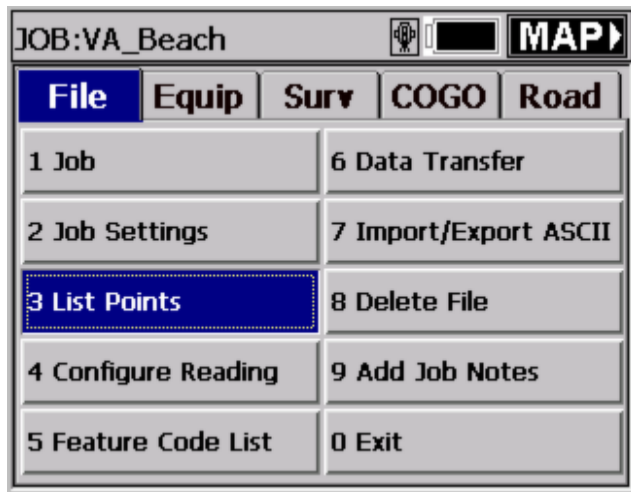 JOB:VA_Beach MAP
File Equip Surv COGO Road
1 Job
2 Job Settings
3 List Points
4 Configure Reading
5 Feature Code List
6 Data Transfer
7 Import/Export ASCII
8 Delete File
9 Add Job Notes
0 Exit